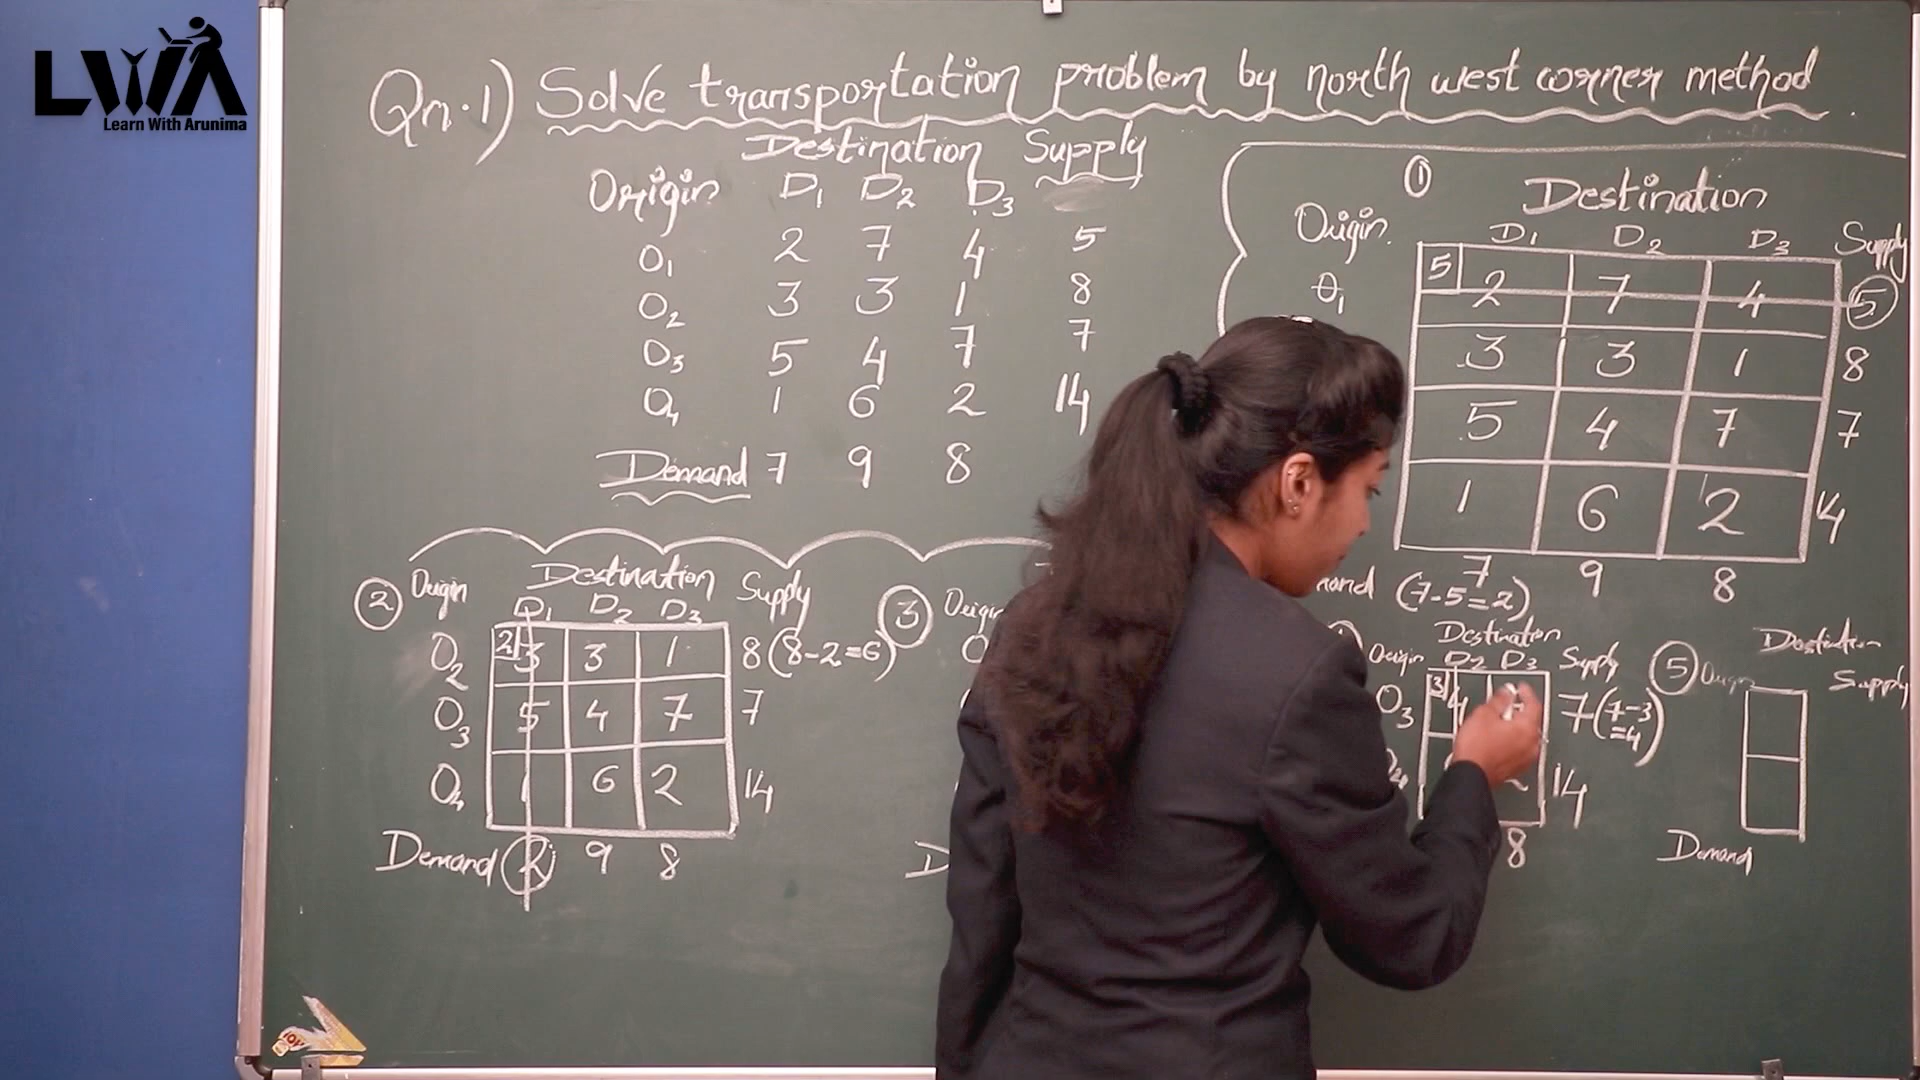 LWA
Learn With Arunima
Qn.1) Solve transportation problem by north west corner method
Destination Supply
Origin D1 D2 D3
O1 2 7 4 5
O2 3 3 1 8
O3 5 4 7 7
O4 1 6 2 14
Demand 7 9 8
① Destination
Origin D1 D2 D3 Supply
O1 5 2 7 4 5
3 3 1 8
5 4 7 7
1 6 2 14
7 9 8
(7-5=2)
② Origin Destination Supply
D1 D2 D3
O2 2 3 3 1 8 (8-2=6)
O3 5 4 7 7
O4 1 6 2 14
Demand 2 9 8
③
Destination
Origin D2 D3 Supply
O3 3 4 7 (7-3
=4)
14
8
⑤ Origin Destination
Supply
Demand